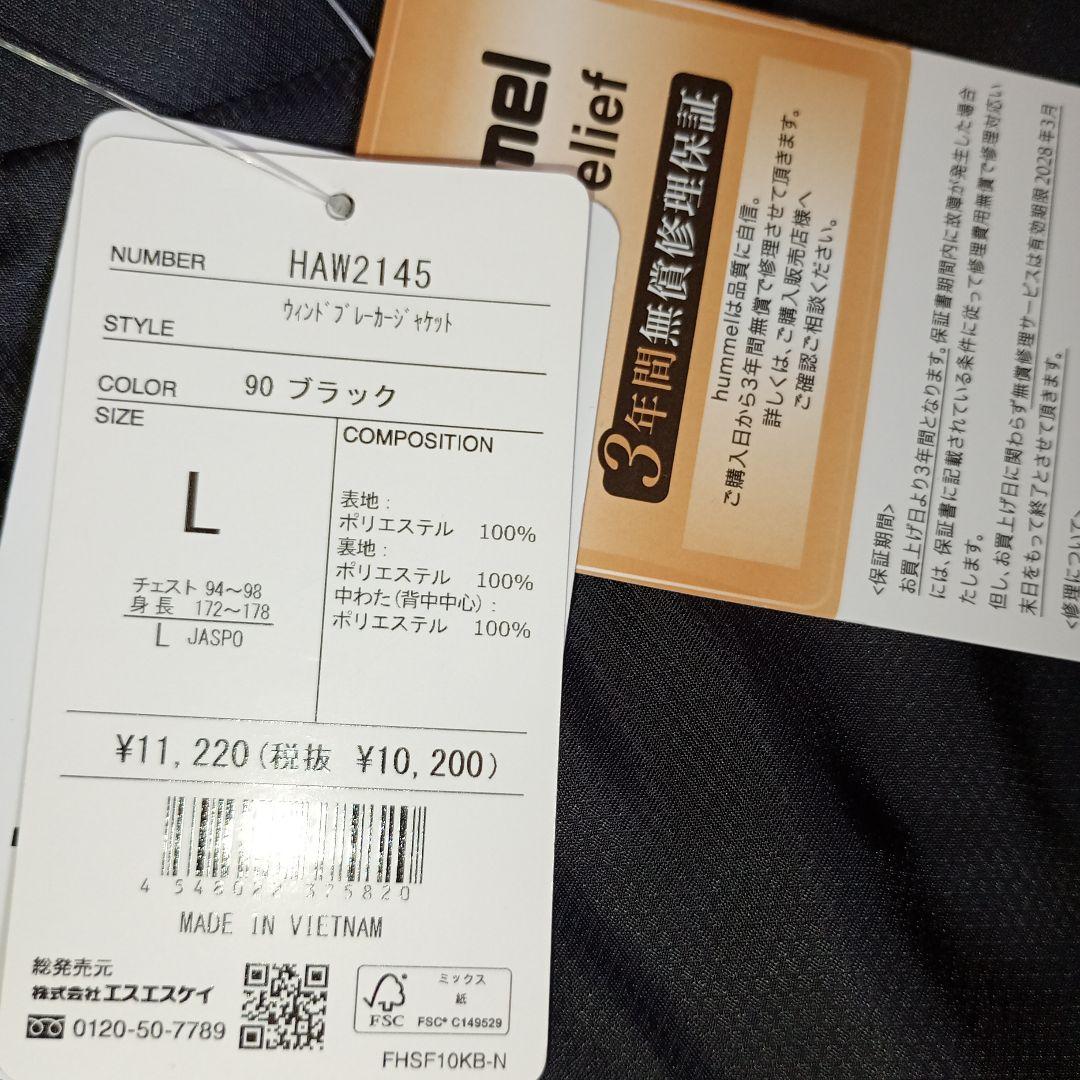 NUMBER HAW2145
STYLE ウィンドブレーカージャケット
COLOR 90 ブラック
SIZE
L
チェスト 94～98
身長 172～178
L JASPO
COMPOSITION
表地：
ポリエステル 100%
裏地：
ポリエステル 100%
中わた(背中中心)：
ポリエステル 100%
¥11,220(税抜 ¥10,200)
MADE IN VIETNAM
総発売元
株式会社エスエスケイ
0120-50-7789
FSC
ミックス
紙
FSC® C149529
FHSF10KB-N
mel
elief
3年間無償修理保証
hummelは品質に自信。
ご購入日から3年間無償で修理させて頂きます。
詳しくは、ご購入販売店様へ
ご確認ご相談ください。
<保証期間>
お買上げ日より3年間となります。保証書期間内に故障が発生した場合
には、保証書に記載されている条件に従って修理費用無償で修理対応い
たします。
但し、お買上げ日に関わらず無償修理サービスは有効期限2028年3月
末日をもって終了とさせて頂きます。
<修理について>